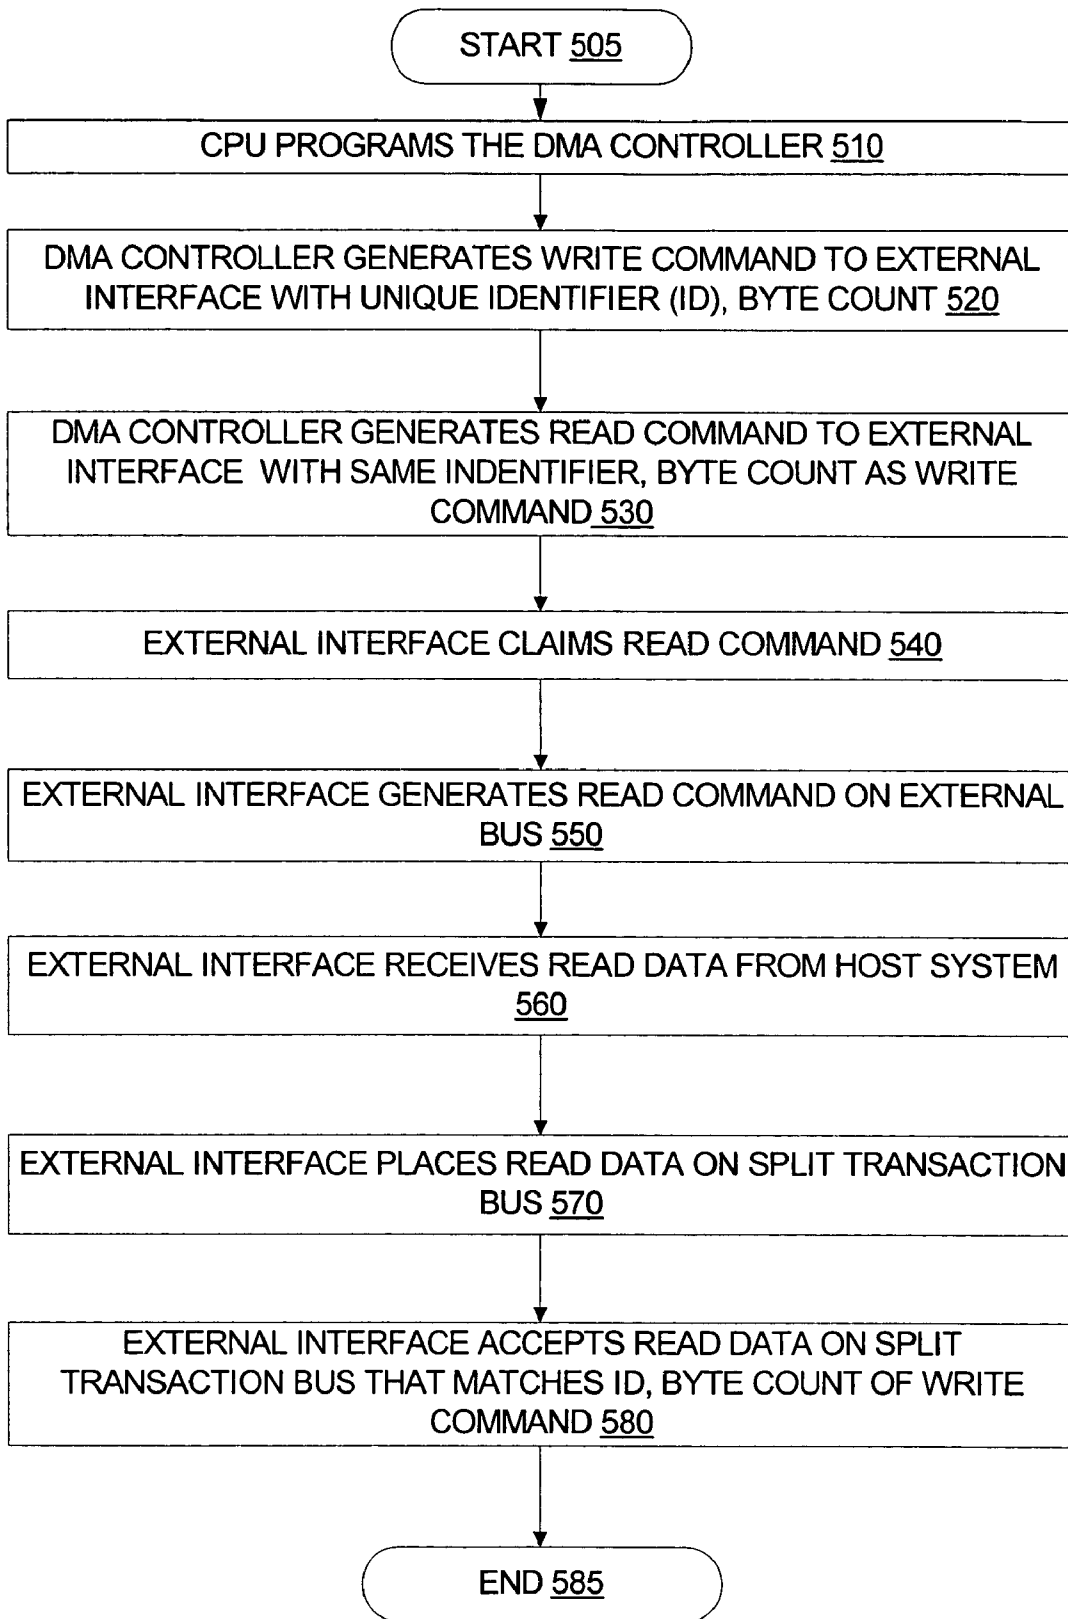 START 505
CPU PROGRAMS THE DMA CONTROLLER 510
DMA CONTROLLER GENERATES WRITE COMMAND TO EXTERNAL
INTERFACE WITH UNIQUE IDENTIFIER (ID), BYTE COUNT 520
DMA CONTROLLER GENERATES READ COMMAND TO EXTERNAL
INTERFACE WITH SAME INDENTIFIER, BYTE COUNT AS WRITE
COMMAND 530
EXTERNAL INTERFACE CLAIMS READ COMMAND 540
EXTERNAL INTERFACE GENERATES READ COMMAND ON EXTERNAL
BUS 550
EXTERNAL INTERFACE RECEIVES READ DATA FROM HOST SYSTEM
560
EXTERNAL INTERFACE PLACES READ DATA ON SPLIT TRANSACTION
BUS 570
EXTERNAL INTERFACE ACCEPTS READ DATA ON SPLIT
TRANSACTION BUS THAT MATCHES ID, BYTE COUNT OF WRITE
COMMAND 580
END 585